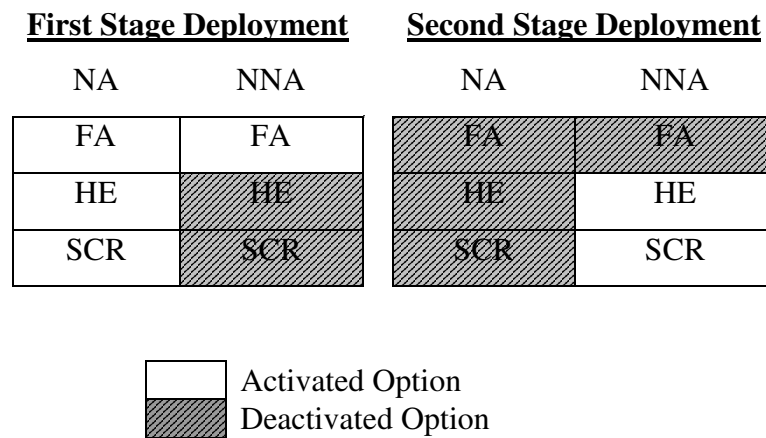 First Stage Deployment Second Stage Deployment
NA NNA NA NNA
FA FA FA FA
HE HE HE HE
SCR SCR SCR SCR
Activated Option
Deactivated Option